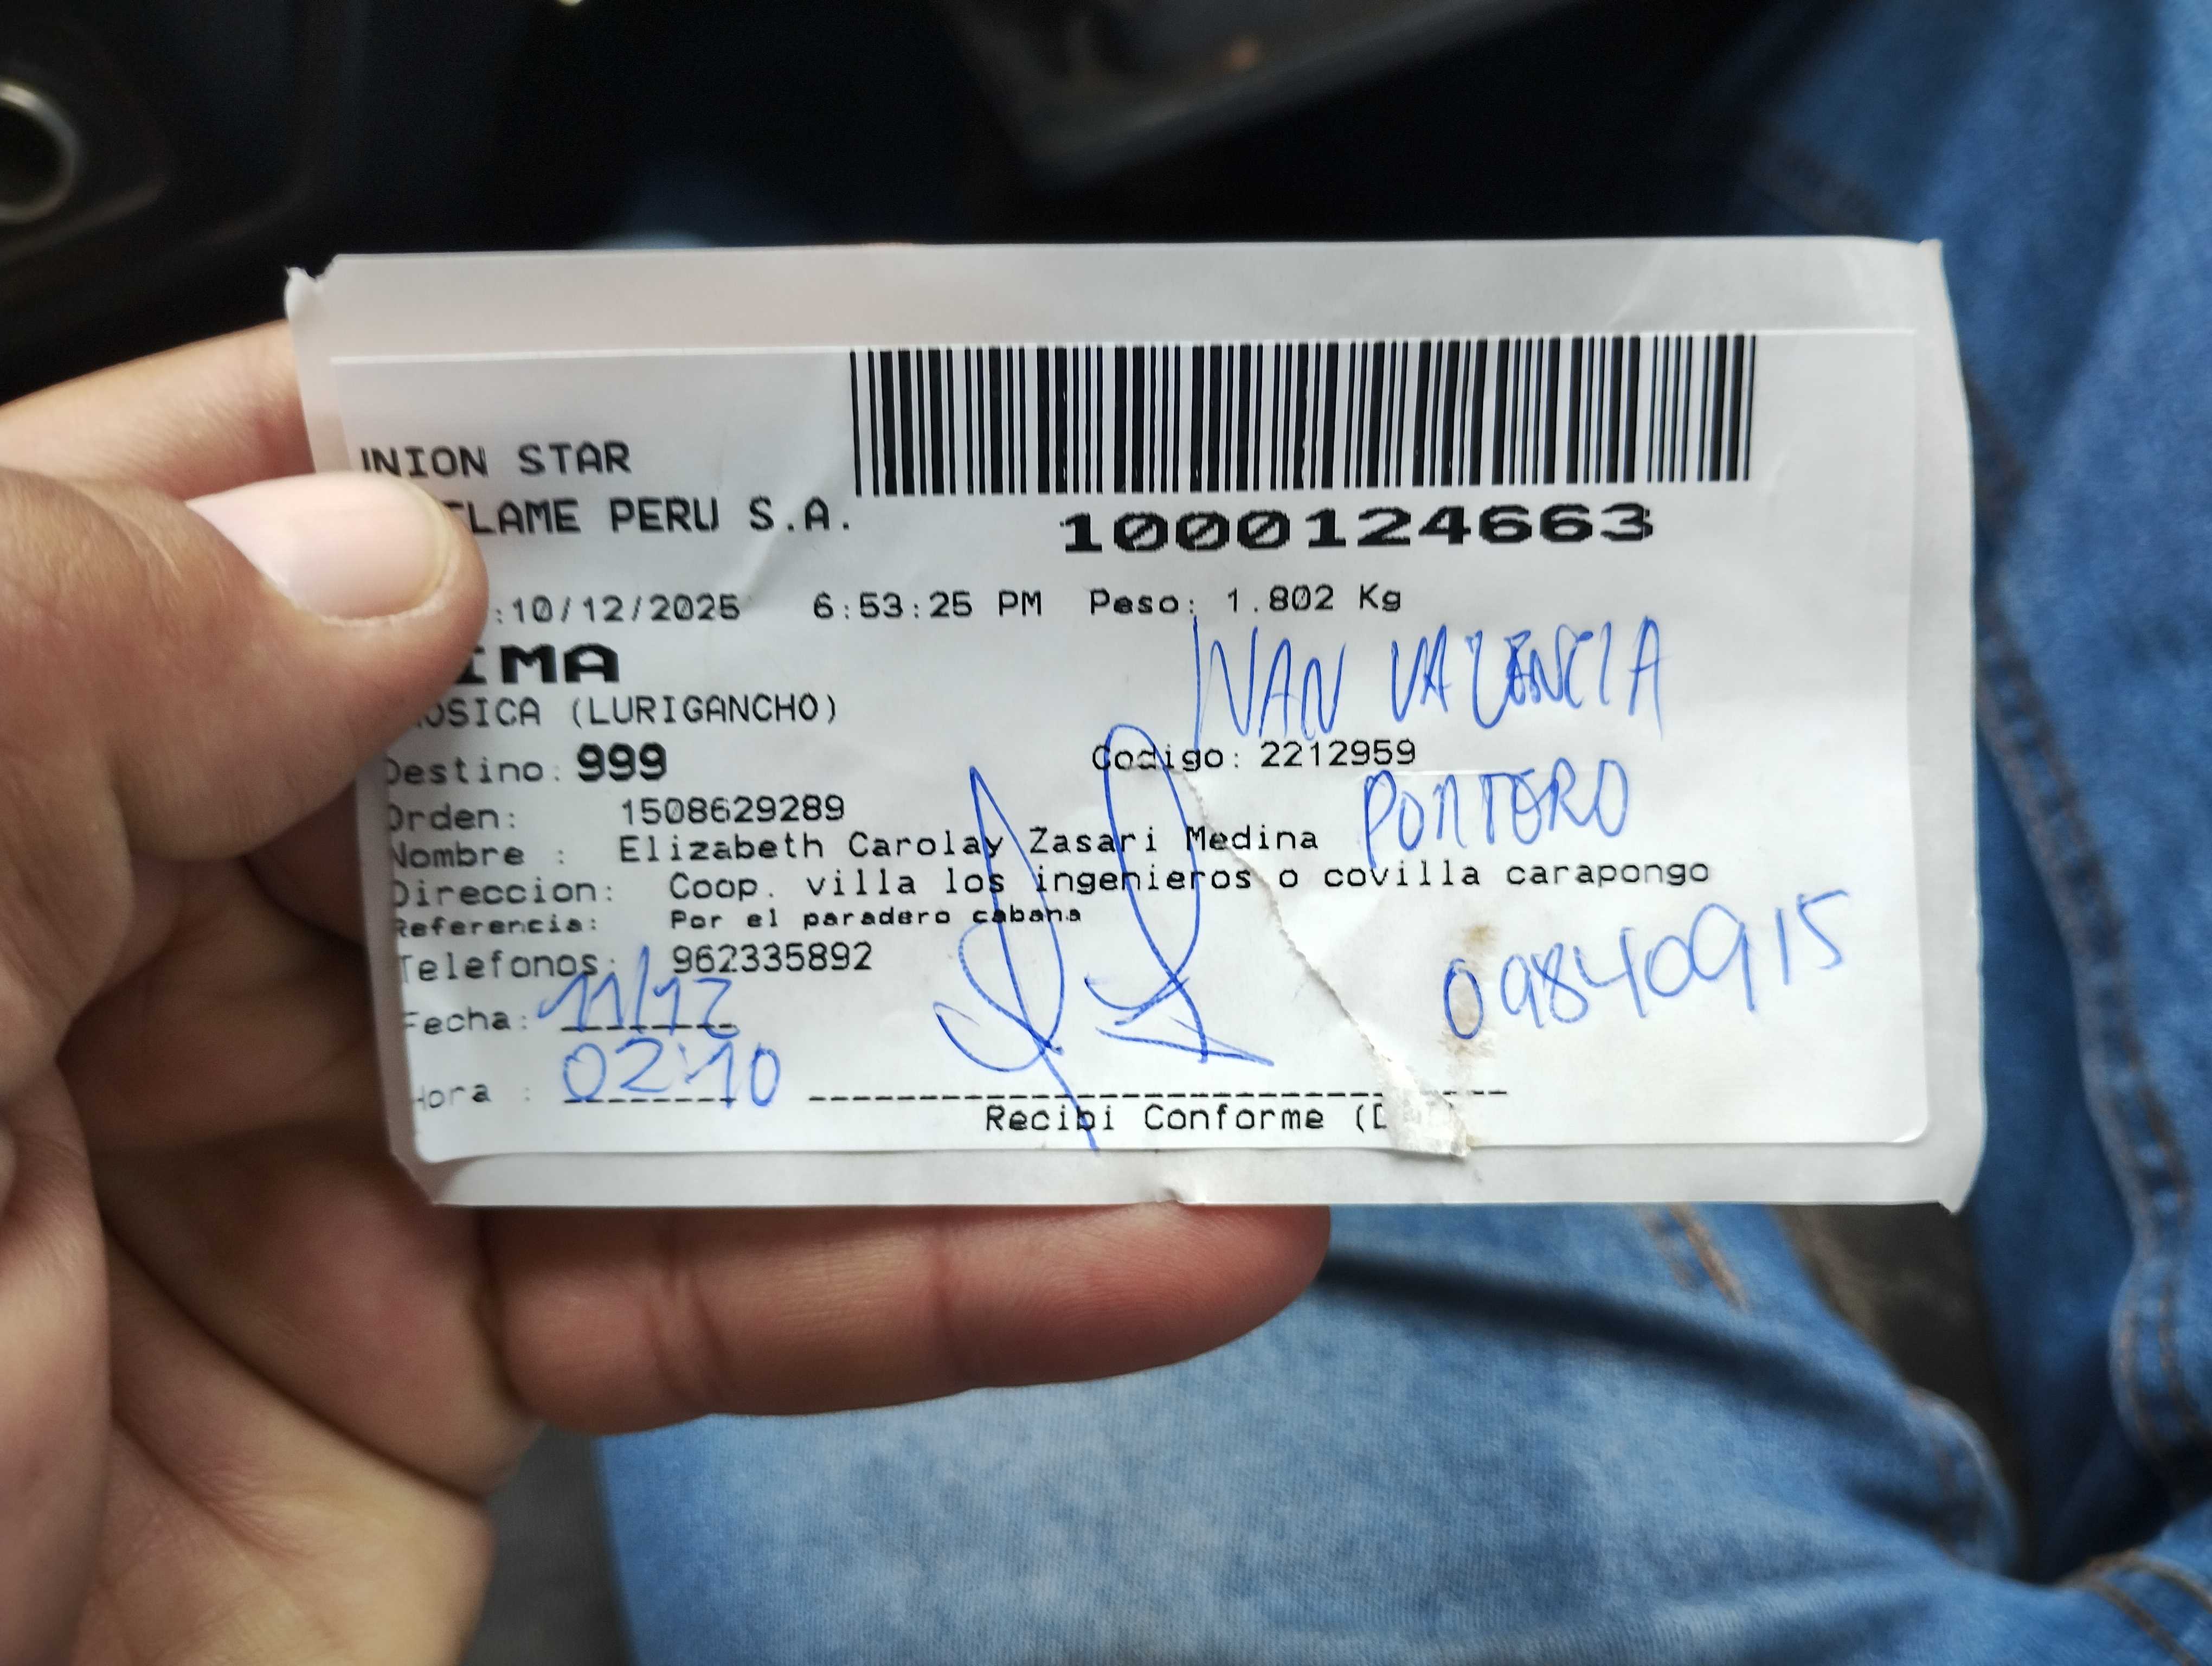 UNION STAR
FLAME PERU S.A.
1000124663
:10/12/2025 6:53:25 PM Peso: 1.802 Kg
IMA
OSICA (LURIGANCHO)
IVAN VALENCIA
Destino: 999 Codigo: 2212959
PORTERO
Orden: 1508629289
Nombre : Elizabeth Carolay Zasari Medina
Direccion: Coop. villa los ingenieros o covilla carapongo
Referencia: Por el paradero cabana
Telefonos: 962335892
09840915
Fecha: 11/12
Hora : 02:10
Recibi Conforme (D